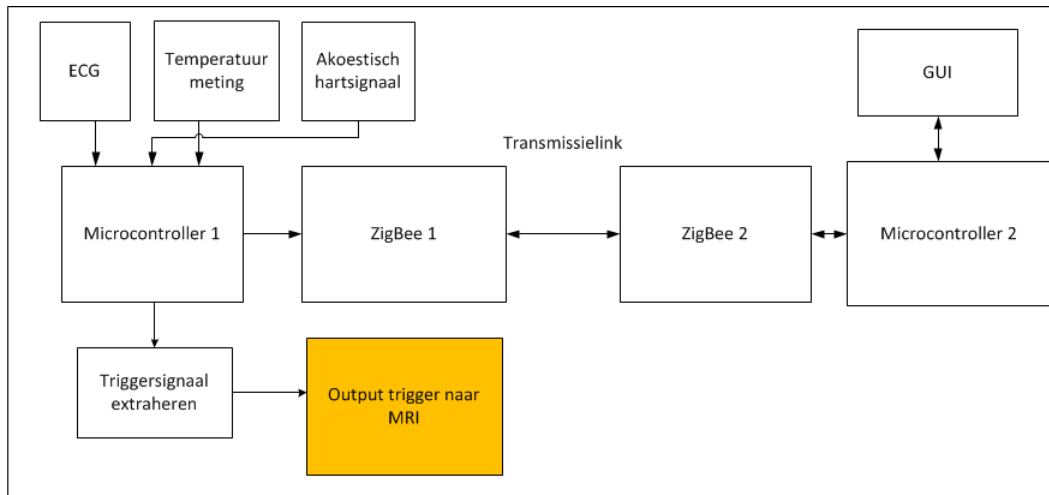 ECG
Temperatuur
meting
Akoestisch
hartsignaal
GUI
Transmissielink
Microcontroller 1
ZigBee 1
ZigBee 2
Microcontroller 2
Triggersignaal
extraheren
Output trigger naar
MRI